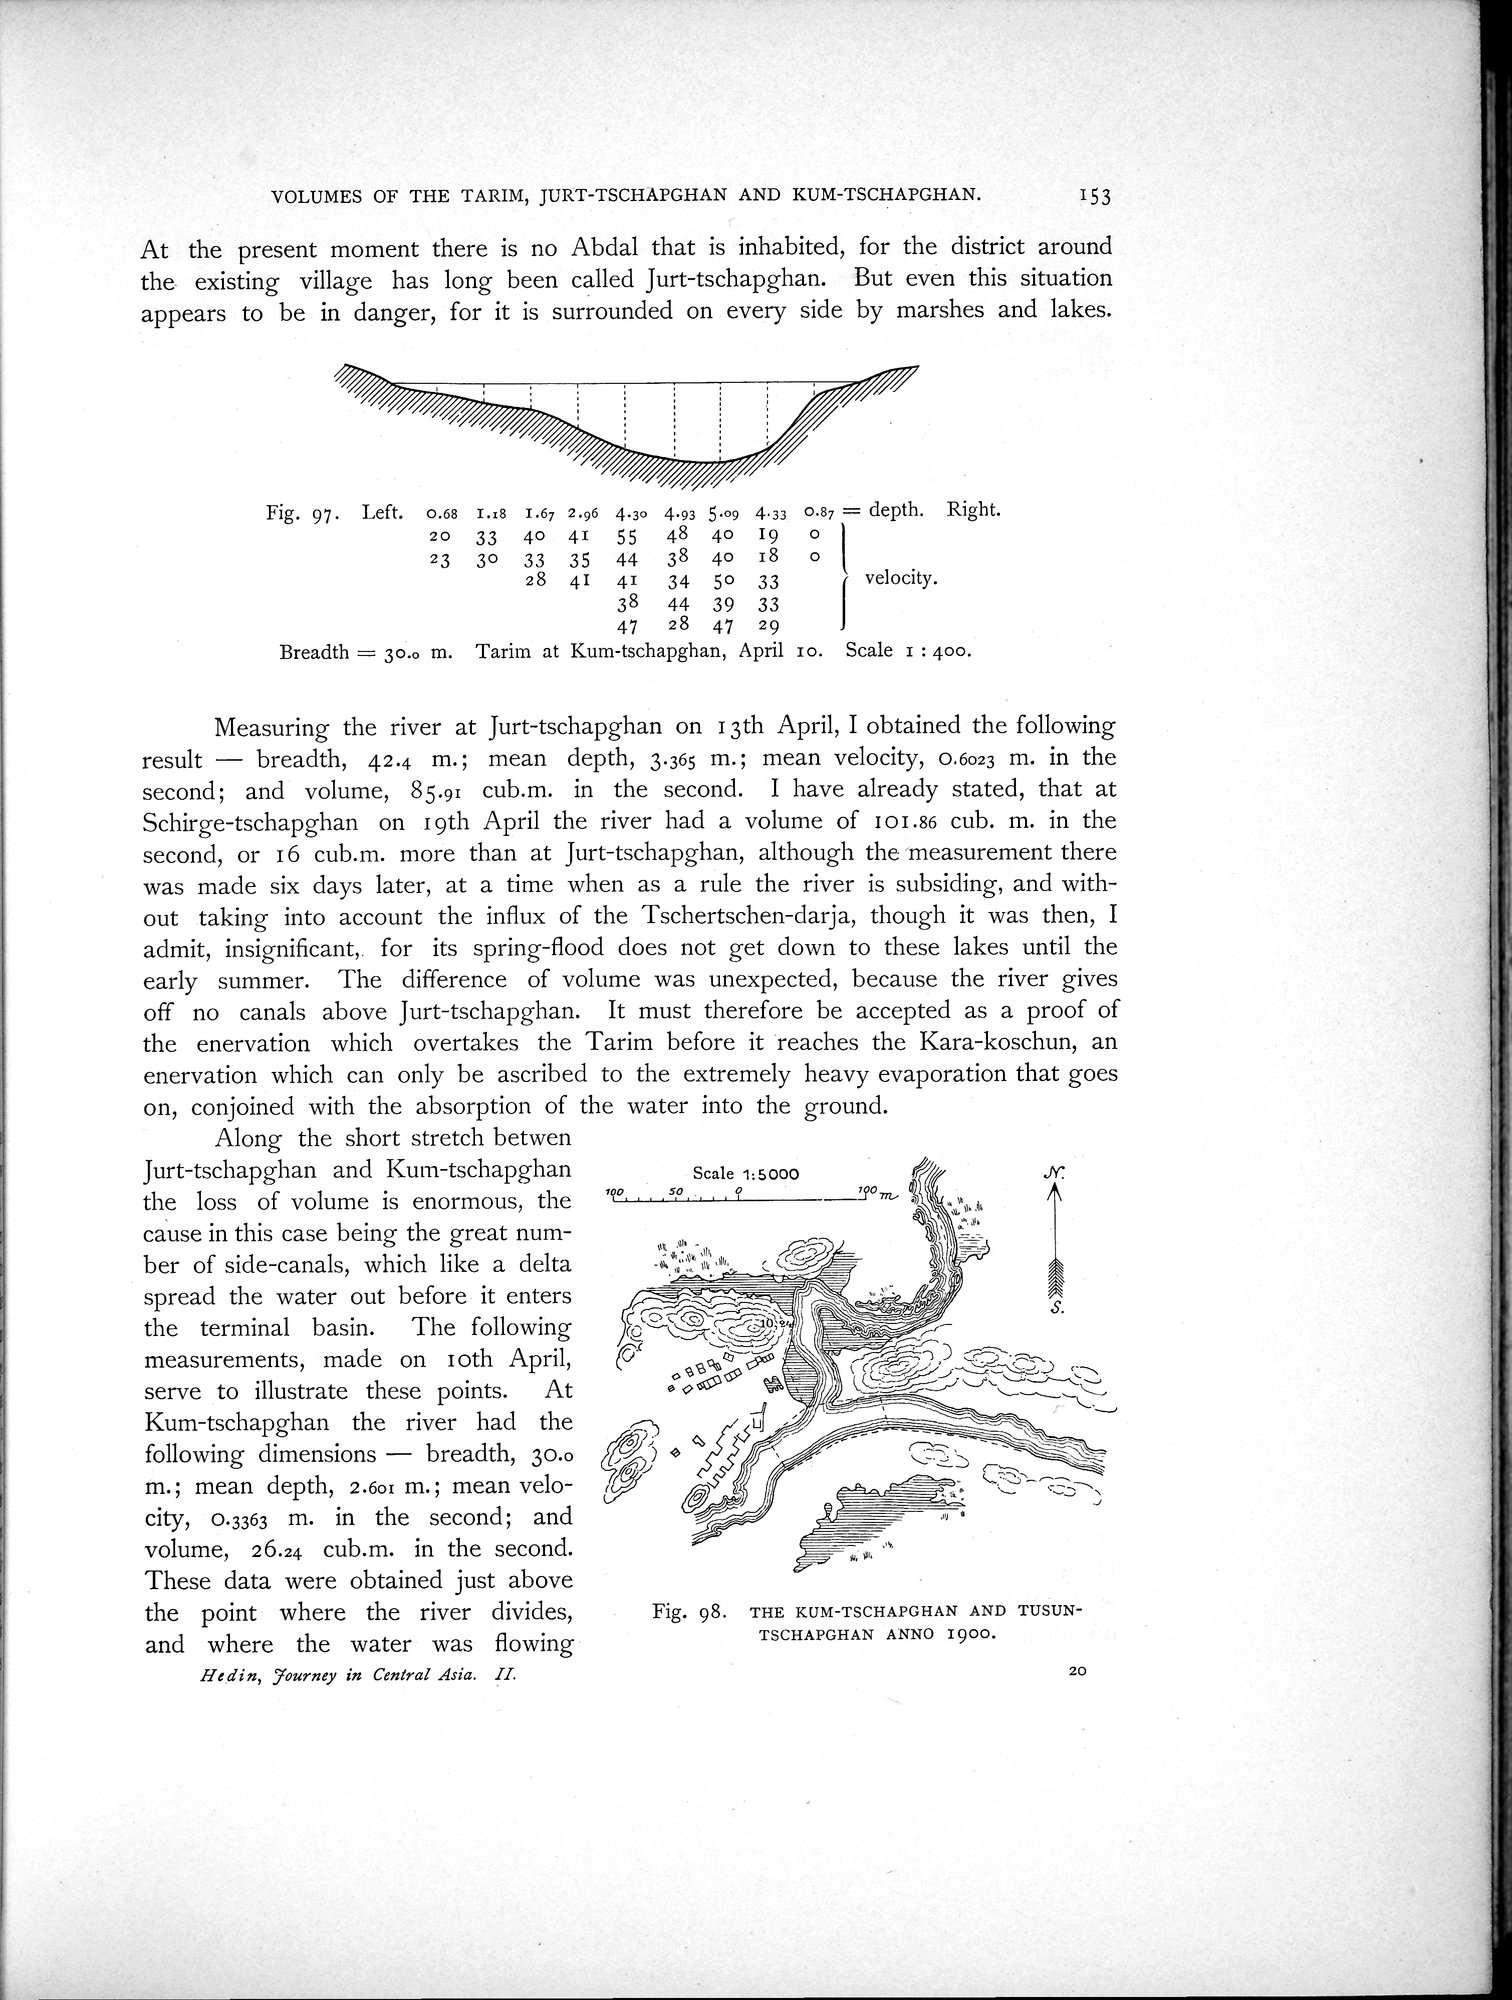 VOLUMES OF THE TARIM, JURT-TSCHAPGHAN AND KUM-TSCHAPGHAN. 153
At the present moment there is no Abdal that is inhabited, for the district around
the existing village has long been called Jurt-tschapghan. But even this situation
appears to be in danger, for it is surrounded on every side by marshes and lakes.
Fig. 97. Left. 0.68 1.18 1.67 2.96 4.30 4.93 5.09 4.33 0.87 = depth. Right.
20 33 40 41 55 48 40 19 0
23 30 33 35 44 38 40 18 0
28 41 41 34 50 33 velocity.
38 44 39 33
47 28 47 29
Breadth = 30.0 m. Tarim at Kum-tschapghan, April 10. Scale 1 : 400.
Measuring the river at Jurt-tschapghan on 13th April, I obtained the following
result — breadth, 42.4 m.; mean depth, 3.365 m.; mean velocity, 0.6023 m. in the
second; and volume, 85.91 cub.m. in the second. I have already stated, that at
Schirge-tschapghan on 19th April the river had a volume of 101.86 cub. m. in the
second, or 16 cub.m. more than at Jurt-tschapghan, although the measurement there
was made six days later, at a time when as a rule the river is subsiding, and with-
out taking into account the influx of the Tschertschen-darja, though it was then, I
admit, insignificant, for its spring-flood does not get down to these lakes until the
early summer. The difference of volume was unexpected, because the river gives
off no canals above Jurt-tschapghan. It must therefore be accepted as a proof of
the enervation which overtakes the Tarim before it reaches the Kara-koschun, an
enervation which can only be ascribed to the extremely heavy evaporation that goes
on, conjoined with the absorption of the water into the ground.
Along the short stretch betwen
Jurt-tschapghan and Kum-tschapghan
the loss of volume is enormous, the
cause in this case being the great num-
ber of side-canals, which like a delta
spread the water out before it enters
the terminal basin. The following
measurements, made on 10th April,
serve to illustrate these points. At
Kum-tschapghan the river had the
following dimensions — breadth, 30.0
m.; mean depth, 2.601 m.; mean velo-
city, 0.3363 m. in the second; and
volume, 26.24 cub.m. in the second.
These data were obtained just above
the point where the river divides,
and where the water was flowing
Scale 1:5000
100 50 0 100 m
N.
S.
10.24
Fig. 98. THE KUM-TSCHAPGHAN AND TUSUN-
TSCHAPGHAN ANNO 1900.
Hedin, Journey in Central Asia. II. 20